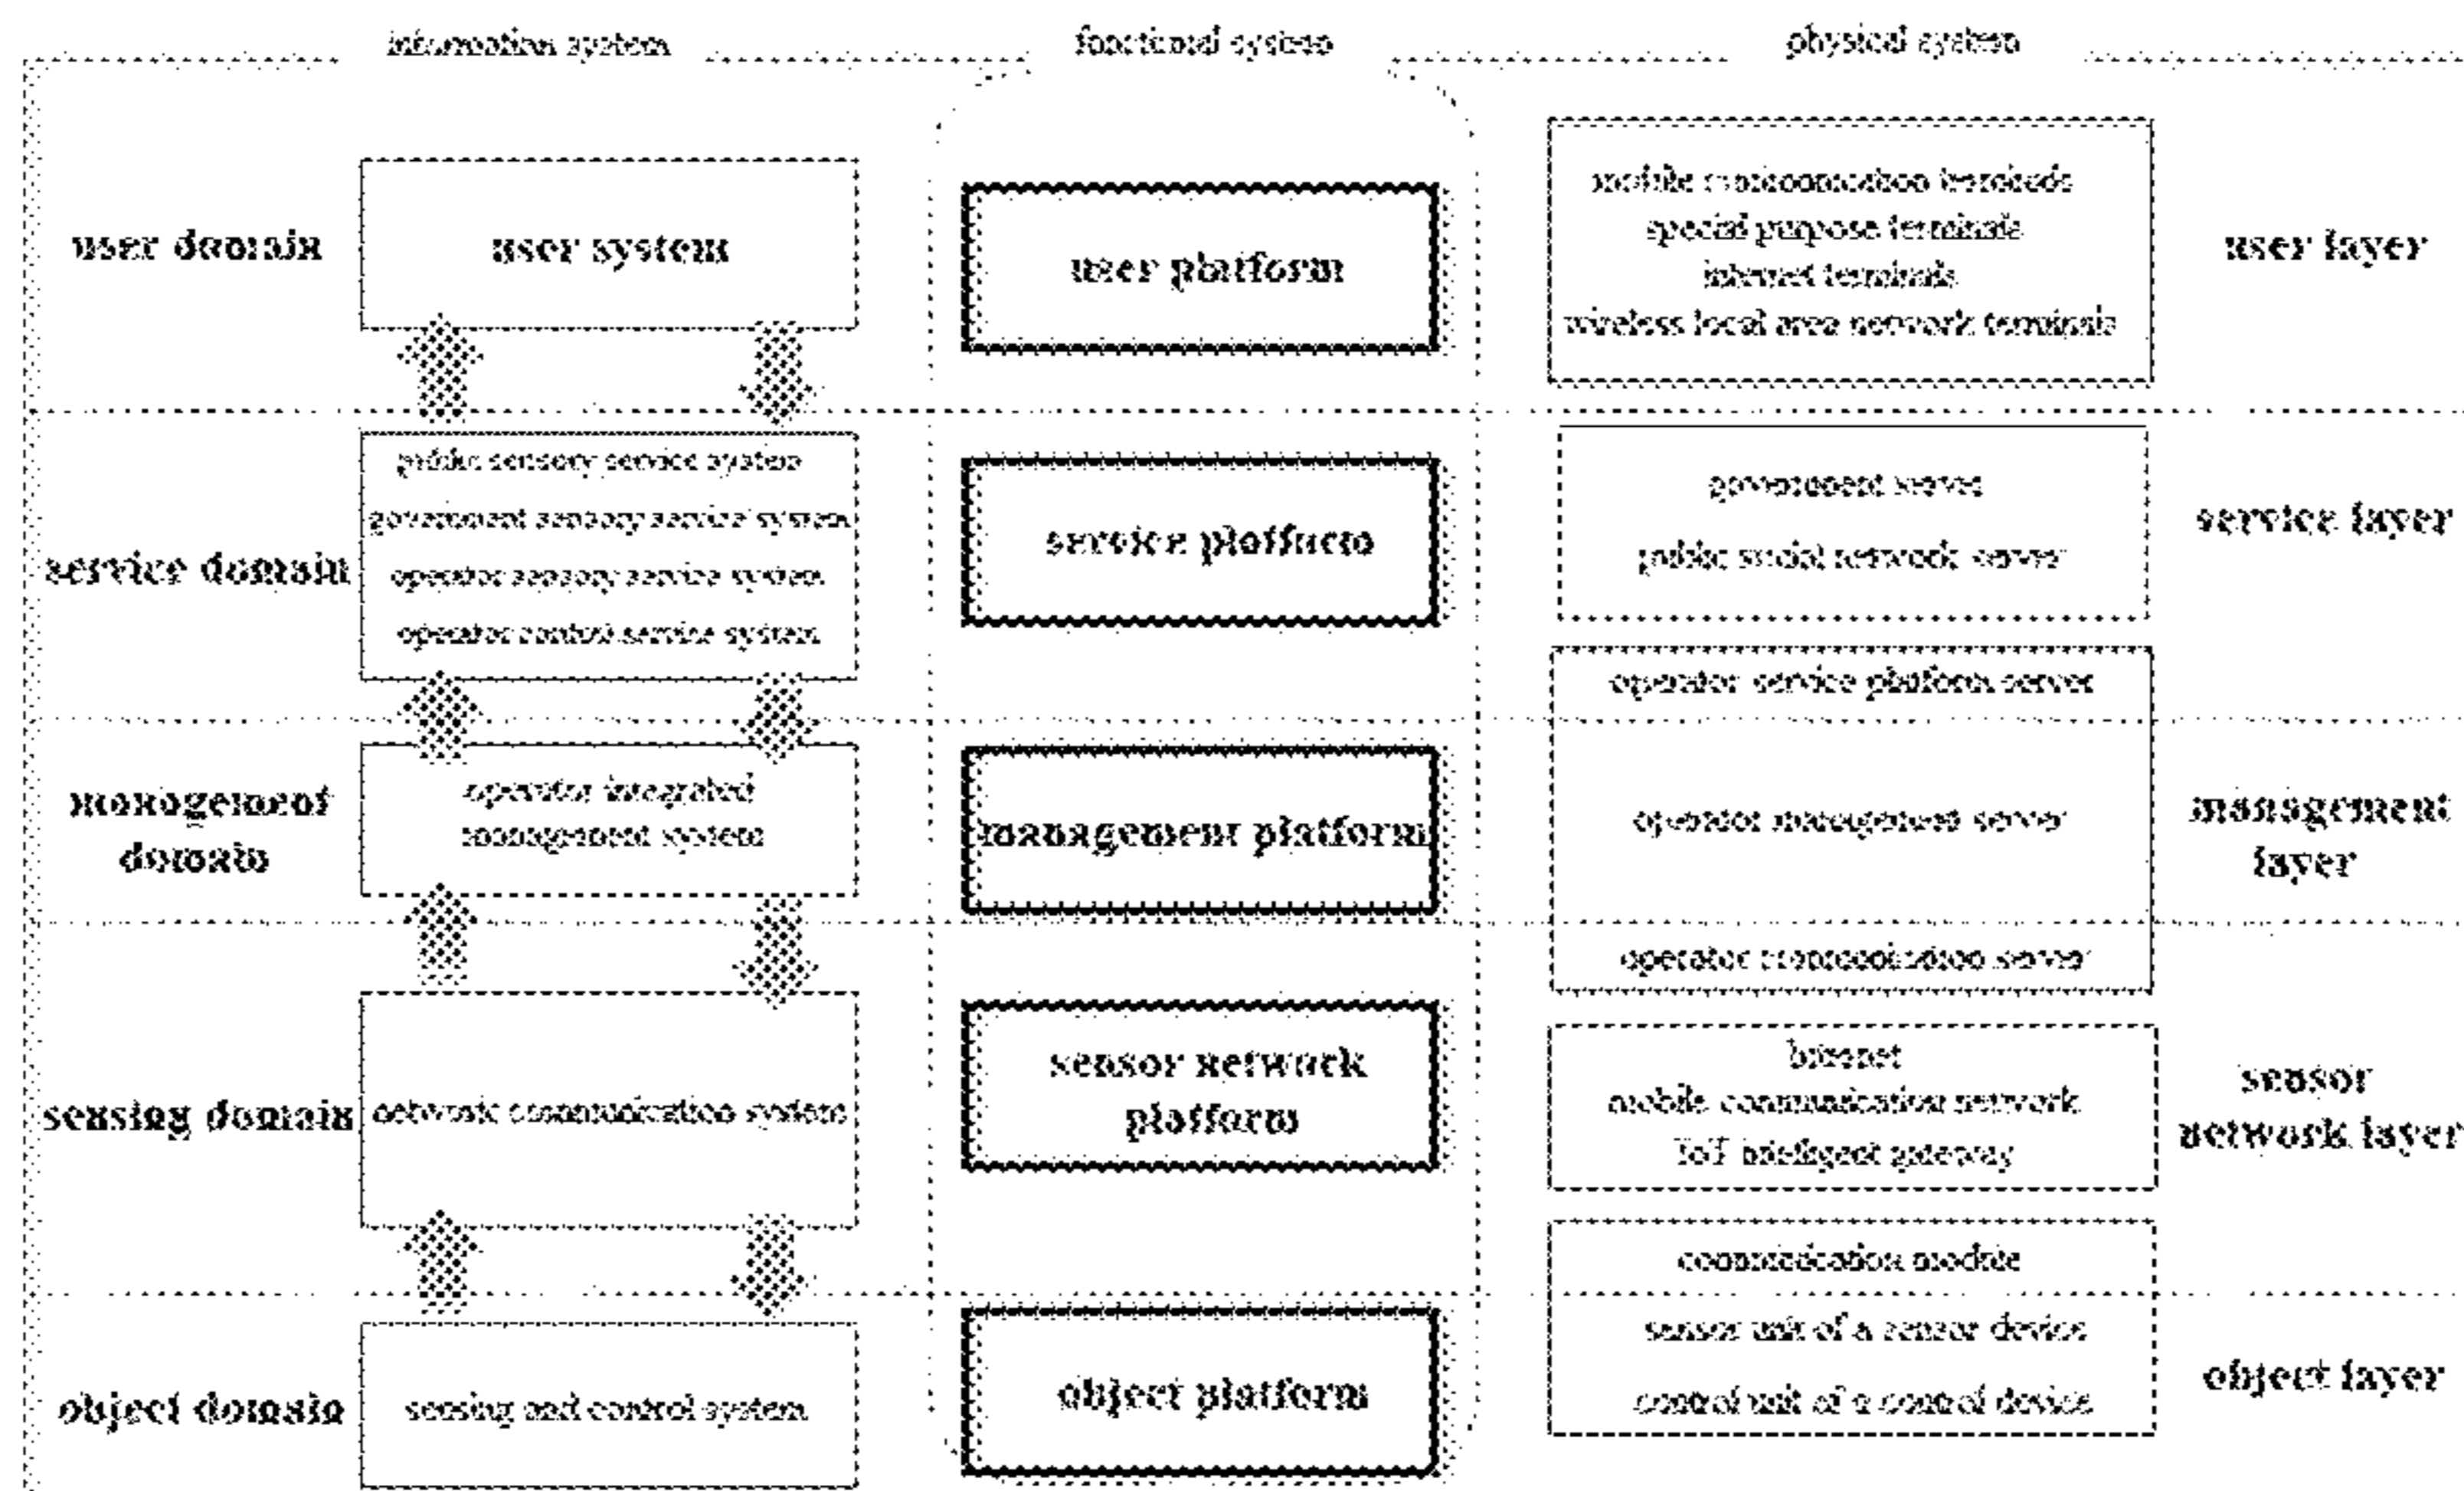 information system
functional system
physical system
user domain
user system
user platform
mobile communication terminals
special purpose terminals
internet terminals
wireless local area network terminals
user layer
service domain
public sensory service system
government sensory service system
operator sensory service system
operator control service system
service platform
government server
public social network server
service layer
operator service platform server
management
domain
operator integrated
management system
management platform
operator management server
management
layer
operator communication server
sensing domain
network communication system
sensor network
platform
Internet
mobile communication network
IoT intelligent gateway
sensor
network layer
communication module
object domain
sensing and control system
object platform
sensor unit of a sensor device
control unit of a control device
object layer